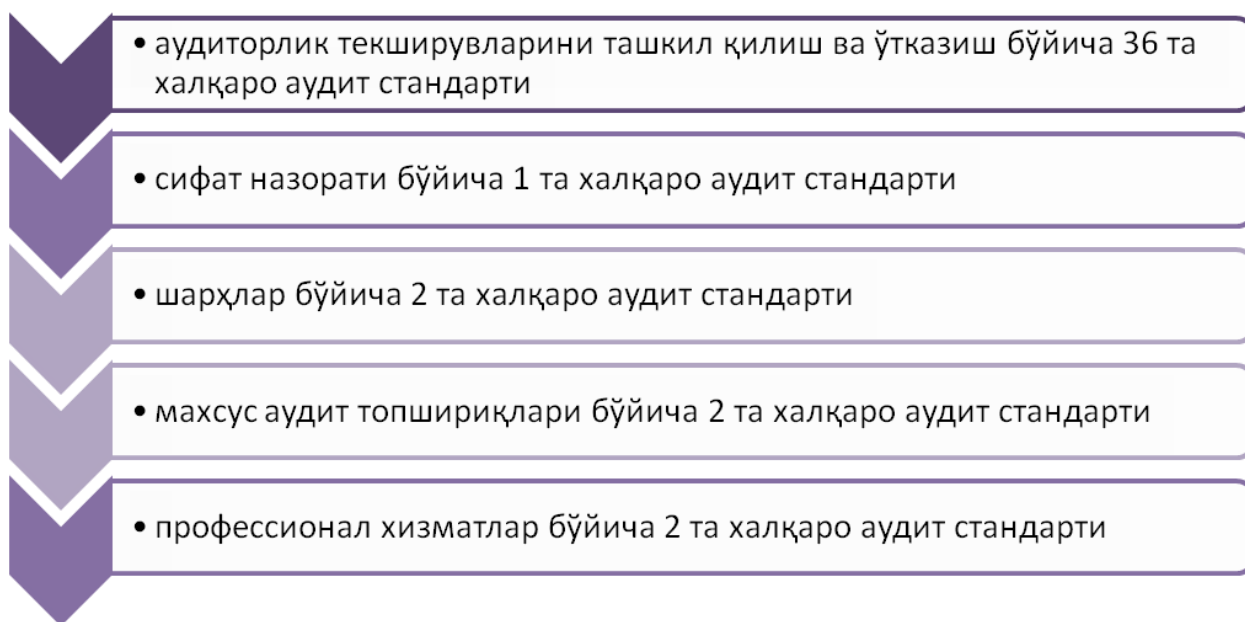 • аудиторлик текширувларини ташкил қилиш ва ўтказиш бўйича 36 та
халқаро аудит стандарти
• сифат назорати бўйича 1 та халқаро аудит стандарти
• шарҳлар бўйича 2 та халқаро аудит стандарти
• махсус аудит топшириқлари бўйича 2 та халқаро аудит стандарти
• профессионал хизматлар бўйича 2 та халқаро аудит стандарти